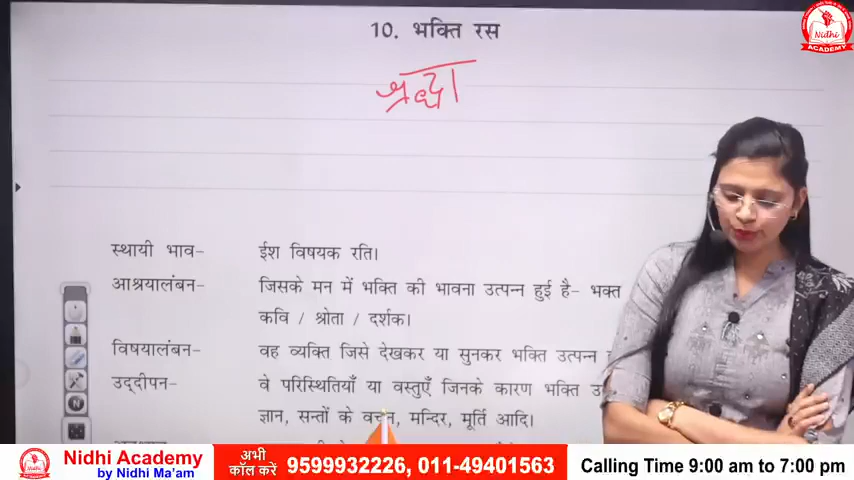 10. भक्ति रस
श्रद्धा
स्थायी भाव- ईश विषयक रति।
आश्रयालंबन- जिसके मन में भक्ति की भावना उत्पन्न हुई है- भक्त
कवि / श्रोता / दर्शक।
विषयालंबन- वह व्यक्ति जिसे देखकर या सुनकर भक्ति उत्पन्न
उद्दीपन- वे परिस्थितियाँ या वस्तुएँ जिनके कारण भक्ति
ज्ञान, सन्तों के वचन, मन्दिर, मूर्ति आदि।
Nidhi
ACADEMY
Nidhi Academy
by Nidhi Ma'am
अभी
कॉल करें
9599932226, 011-49401563
Calling Time 9:00 am to 7:00 pm